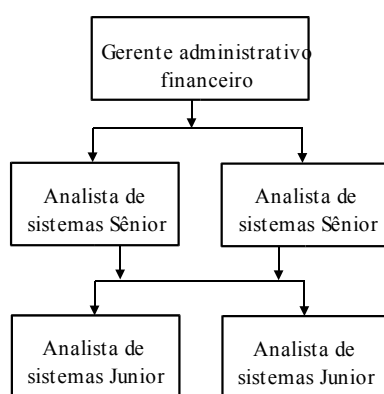 Gerente administrativo
financeiro
Analista de
sistemas Sênior
Analista de
sistemas Sênior
Analista de
sistemas Junior
Analista de
sistemas Junior